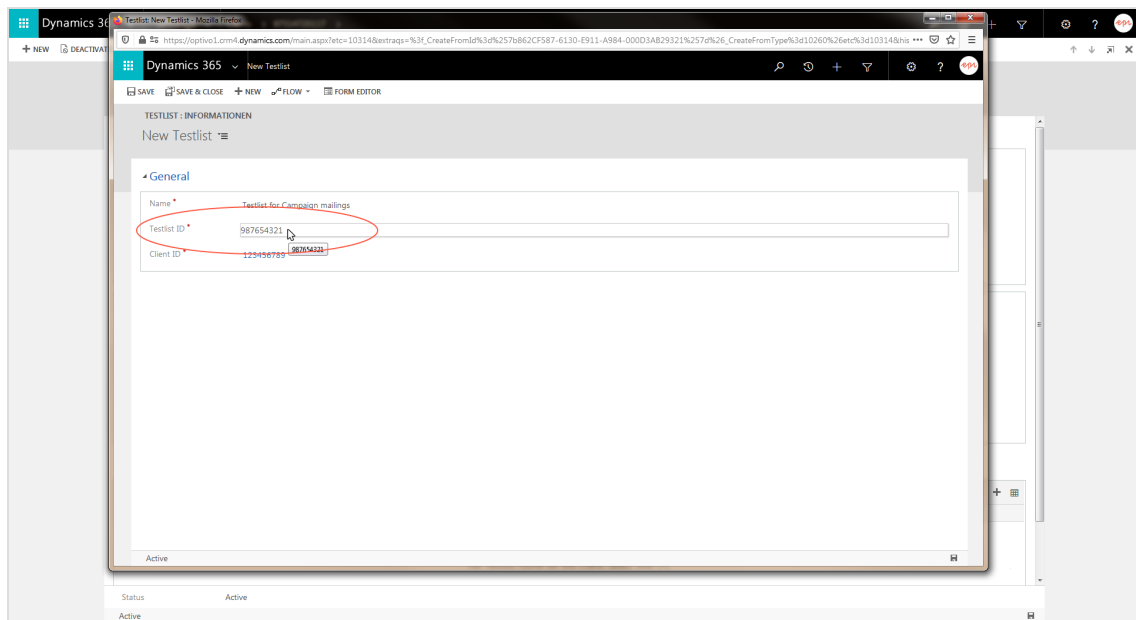 Dynamics 36
+ NEW DEACTIVAT
Testlist: New Testlist - Mozilla Firefox
https://optivo1.crm4.dynamics.com/main.aspx?etc=10314&extraqs=%3f_CreateFromId%3d%257b862CF587-6130-E911-A984-000D3AB29321%257d%26_CreateFromType%3d10260%26etc%3d10314&his
Dynamics 365 New Testlist
epi
epi
SAVE SAVE & CLOSE + NEW FLOW FORM EDITOR
TESTLIST : INFORMATIONEN
New Testlist
General
Name * Testlist for Campaign mailings
Testlist ID * 987654321
987654321
Client ID * 123456789
Active
Status Active
Active